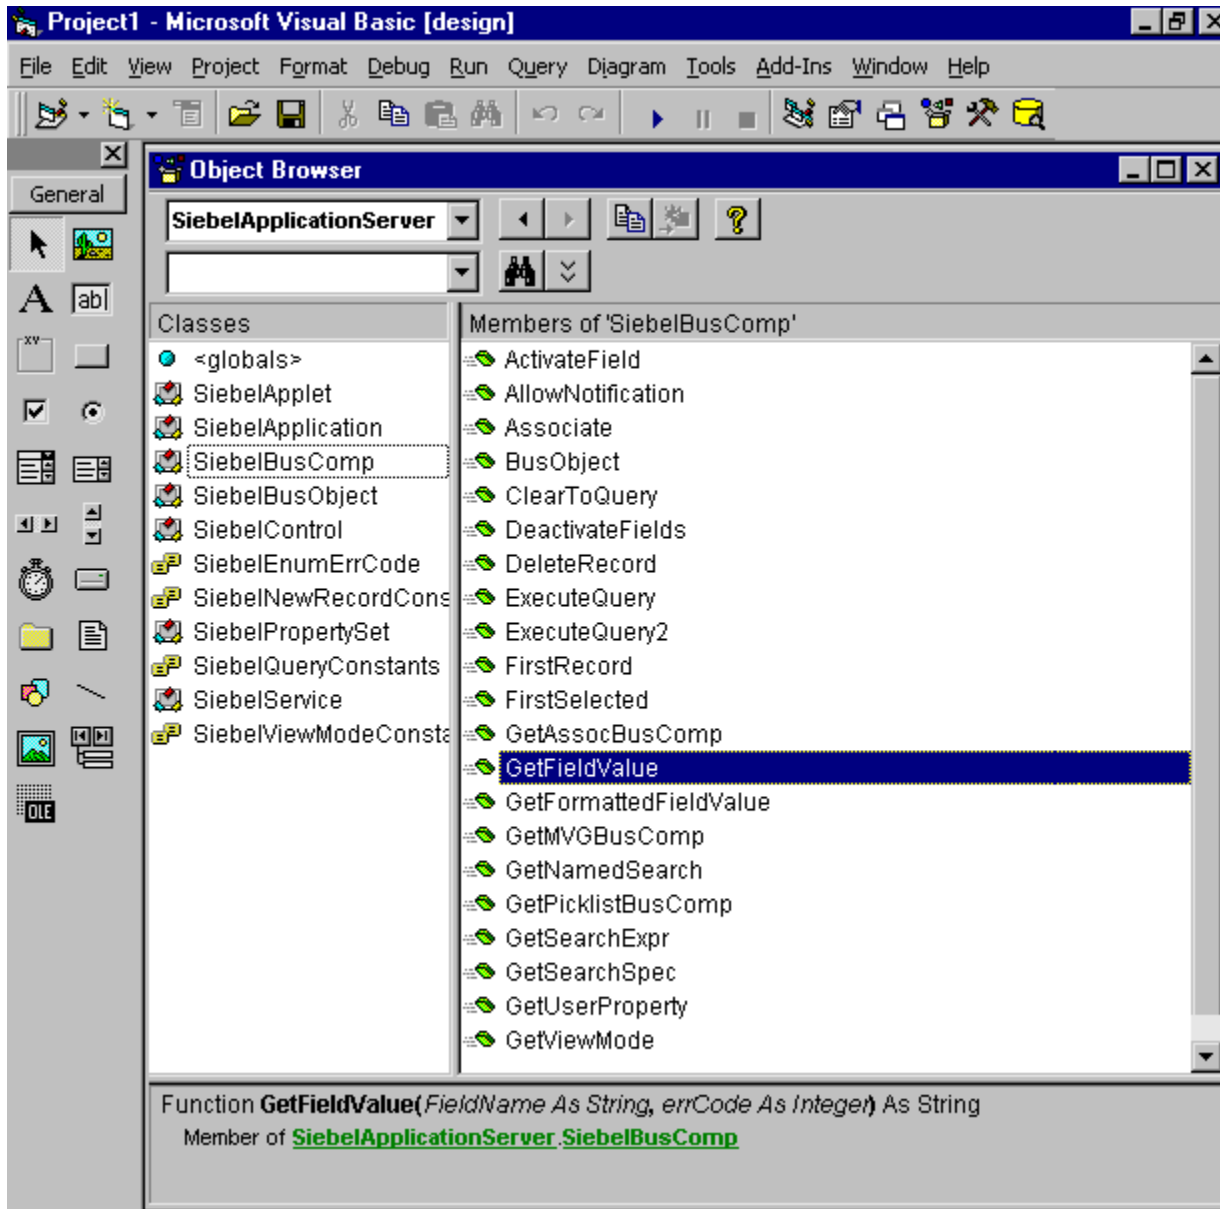 Project1 - Microsoft Visual Basic [design]
File Edit View Project Format Debug Run Query Diagram Tools Add-Ins Window Help
General
Object Browser
SiebelApplicationServer
A
ab
xv
OLE
Classes
<globals>
SiebelApplet
SiebelApplication
SiebelBusComp
SiebelBusObject
SiebelControl
SiebelEnumErrCode
SiebelNewRecordCons
SiebelPropertySet
SiebelQueryConstants
SiebelService
SiebelViewModeConsta
Members of 'SiebelBusComp'
ActivateField
AllowNotification
Associate
BusObject
ClearToQuery
DeactivateFields
DeleteRecord
ExecuteQuery
ExecuteQuery2
FirstRecord
FirstSelected
GetAssocBusComp
GetFieldValue
GetFormattedFieldValue
GetMVGBusComp
GetNamedSearch
GetPicklistBusComp
GetSearchExpr
GetSearchSpec
GetUserProperty
GetViewMode
Function GetFieldValue(FieldName As String, errCode As Integer) As String
Member of SiebelApplicationServer.SiebelBusComp